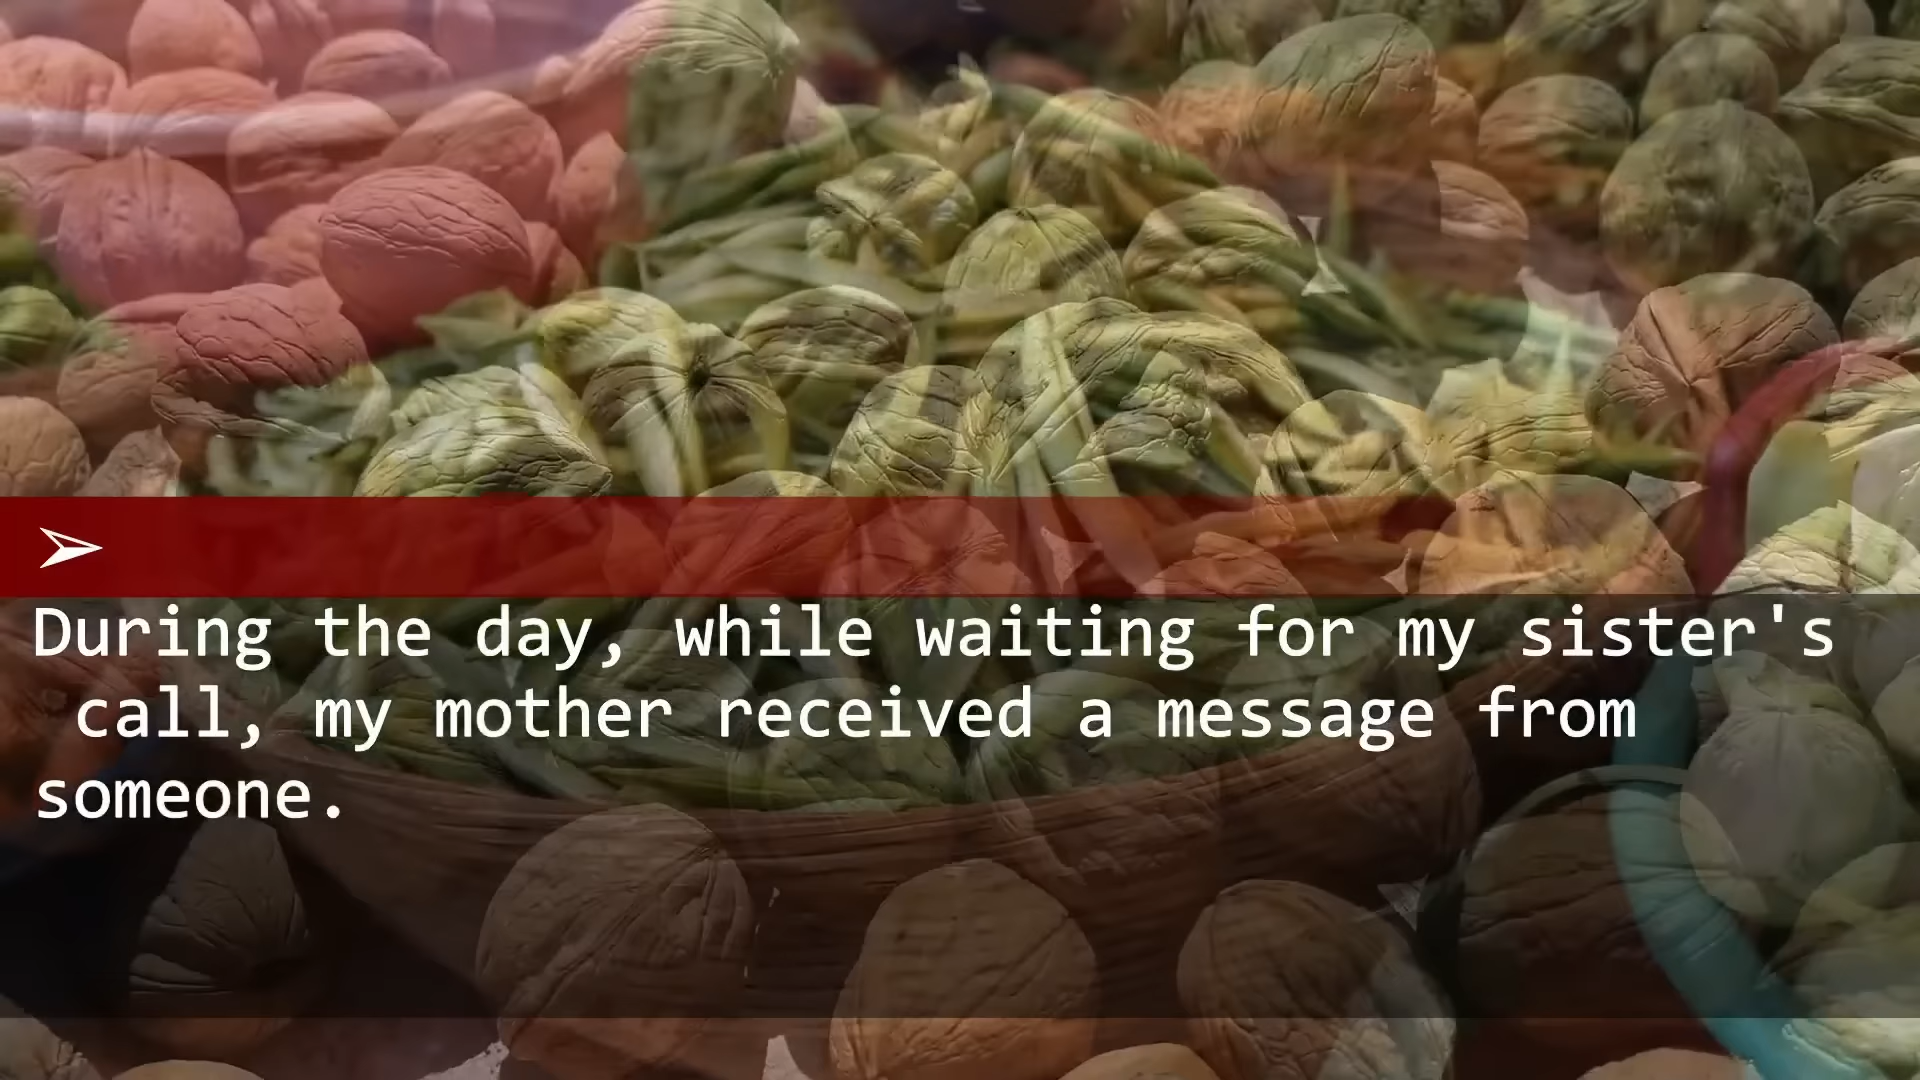 ➢
During the day, while waiting for my sister's
call, my mother received a message from
someone.